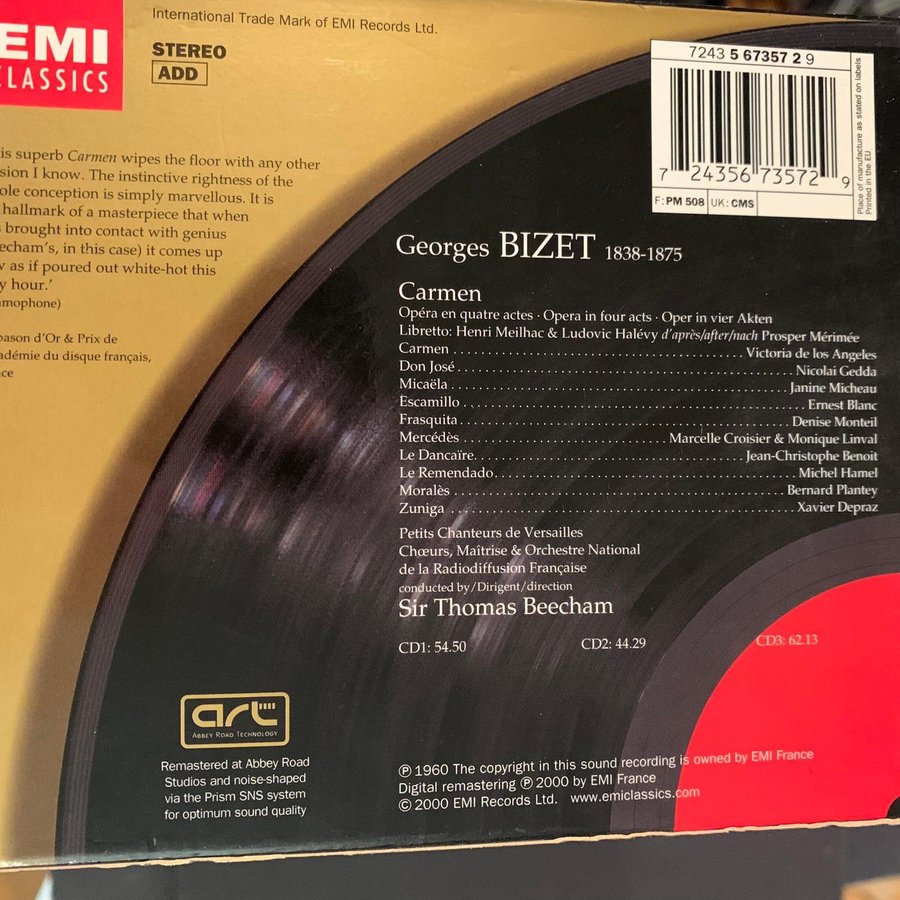 EMI
CLASSICS
International Trade Mark of EMI Records Ltd.
STEREO
ADD
is superb Carmen wipes the floor with any other
sion I know. The instinctive rightness of the
ole conception is simply marvellous. It is
hallmark of a masterpiece that when
s brought into contact with genius
echam's, in this case) it comes up
w as if poured out white-hot this
y hour.'
amophone)
pason d'Or & Prix de
adémie du disque français,
nce
7243 5 67357 2 9
7 24356 73572 9
F: PM 508 UK: CMS
Place of manufacture as stated on labels
Printed in the EU
Georges BIZET 1838-1875
Carmen
Opéra en quatre actes · Opera in four acts · Oper in vier Akten
Libretto: Henri Meilhac & Ludovic Halévy d'après/after/nach Prosper Mérimée
Carmen Victoria de los Angeles
Don José Nicolai Gedda
Micaëla Janine Micheau
Escamillo Ernest Blanc
Frasquita Denise Monteil
Mercédès Marcelle Croisier & Monique Linval
Le Dancaïre Jean-Christophe Benoit
Le Remendado Michel Hamel
Moralès Bernard Plantey
Zuniga Xavier Depraz
Petits Chanteurs de Versailles
Chœurs, Maîtrise & Orchestre National
de la Radiodiffusion Française
conducted by/Dirigent/direction
Sir Thomas Beecham
CD1: 54.50 CD2: 44.29 CD3: 62.13
art
ABBEY ROAD TECHNOLOGY
Remastered at Abbey Road
Studios and noise-shaped
via the Prism SNS system
for optimum sound quality
℗ 1960 The copyright in this sound recording is owned by EMI France
Digital remastering ℗ 2000 by EMI France
© 2000 EMI Records Ltd. www.emiclassics.com